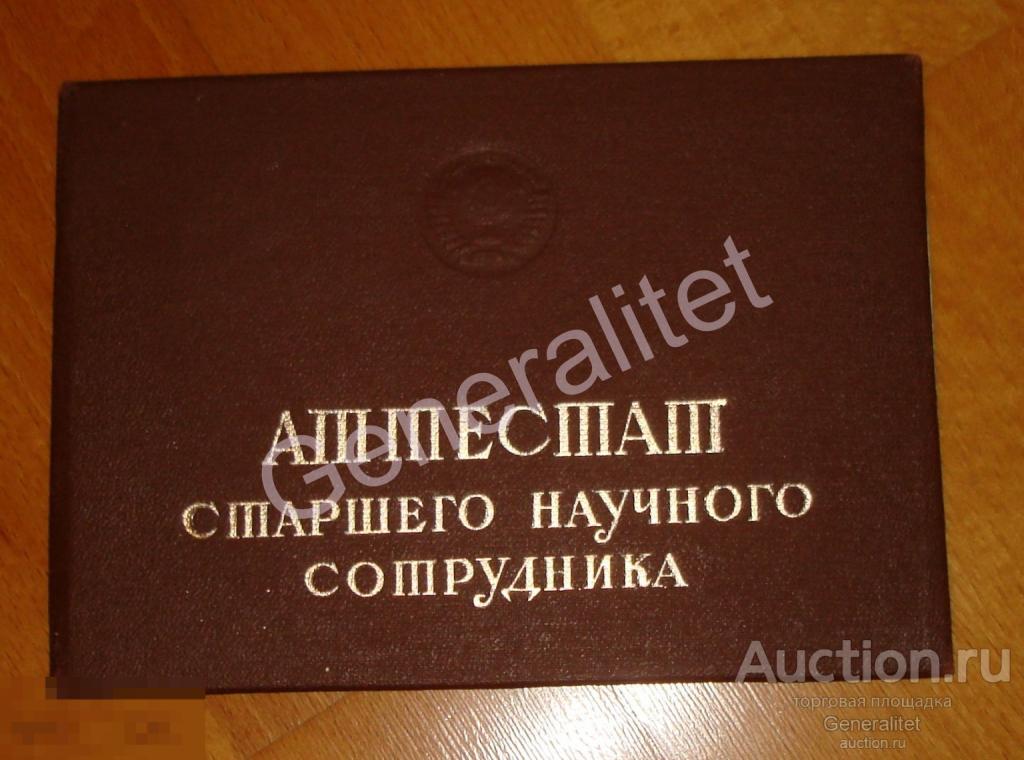 Generalitet
АТТЕСТАТ
СТАРШЕГО НАУЧНОГО
СОТРУДНИКА
Auction.ru
торговая площадка
Generalitet
auction.ru